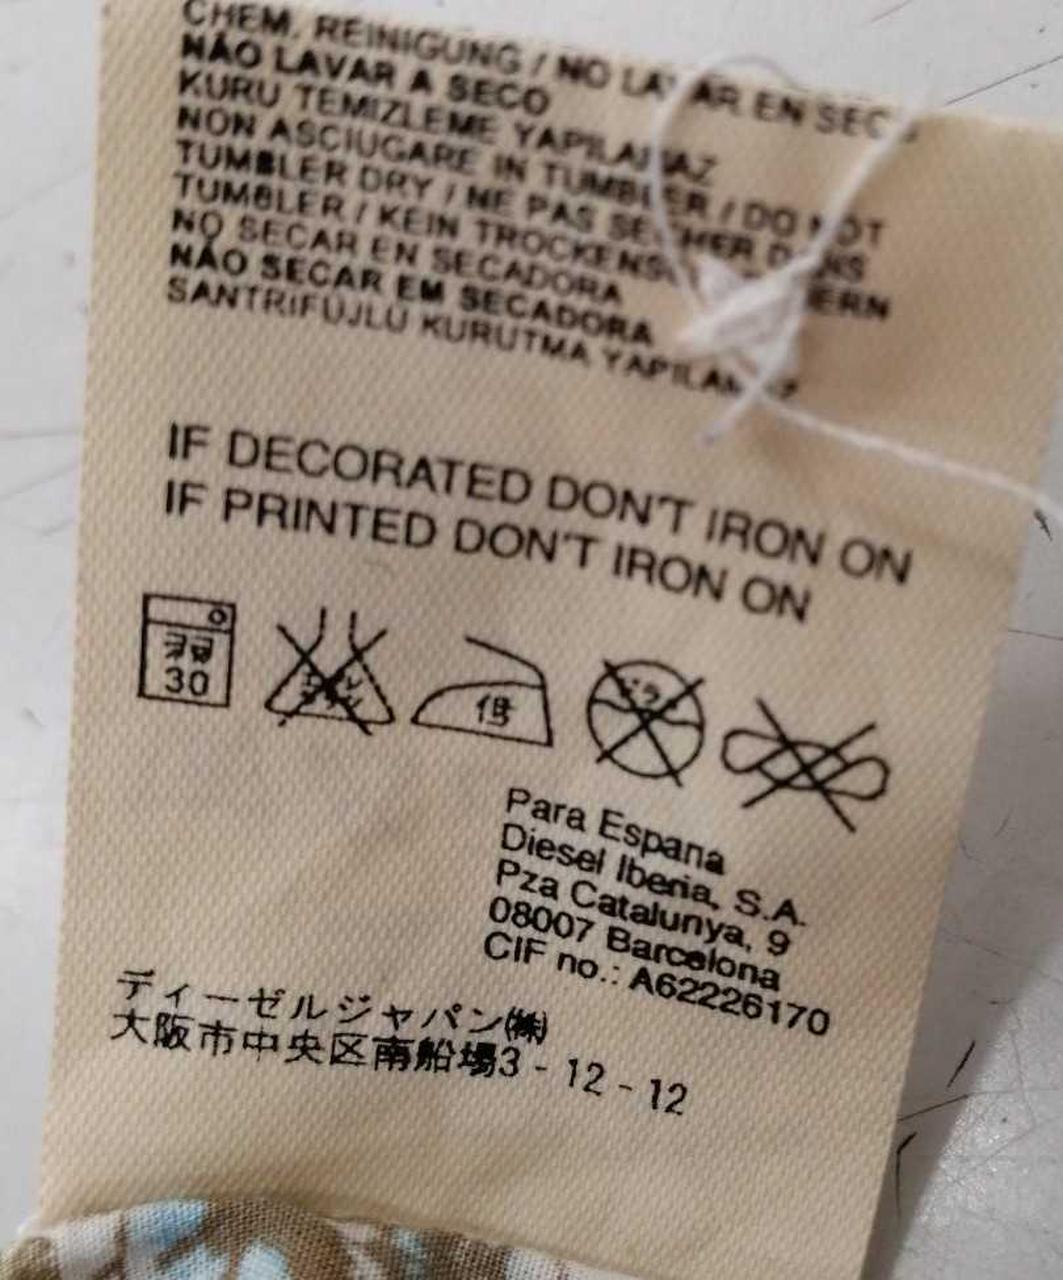 CHEM. REINIGUNG / NO LAVAR EN SECO
NÃO LAVAR A SECO
KURU TEMIZLEME YAPILAMAZ
NON ASCIUGARE IN TUMBLER / DO NOT
TUMBLER DRY / NE PAS SECHER DANS
TUMBLER / KEIN TROCKENSCHLEUDERN
NO SECAR EN SECADORA
NÃO SECAR EM SECADORA
SANTRIFÜJLÜ KURUTMA YAPILAMAZ
IF DECORATED DON'T IRON ON
IF PRINTED DON'T IRON ON
30
ディーゼルジャパン㈱
大阪市中央区南船場3-12-12
Para Espana
Diesel Iberia, S.A.
Pza Catalunya, 9
08007 Barcelona
CIF no.: A62226170